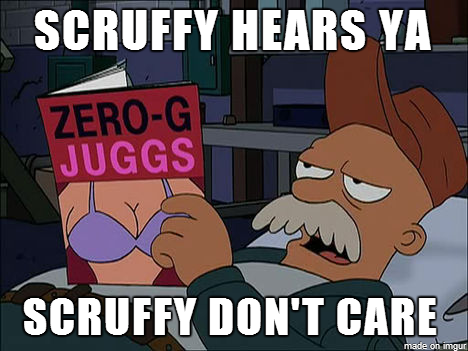 SCRUFFY HEARS YA
ZERO-G
JUGGS
SCRUFFY DON'T CARE
made on imgur